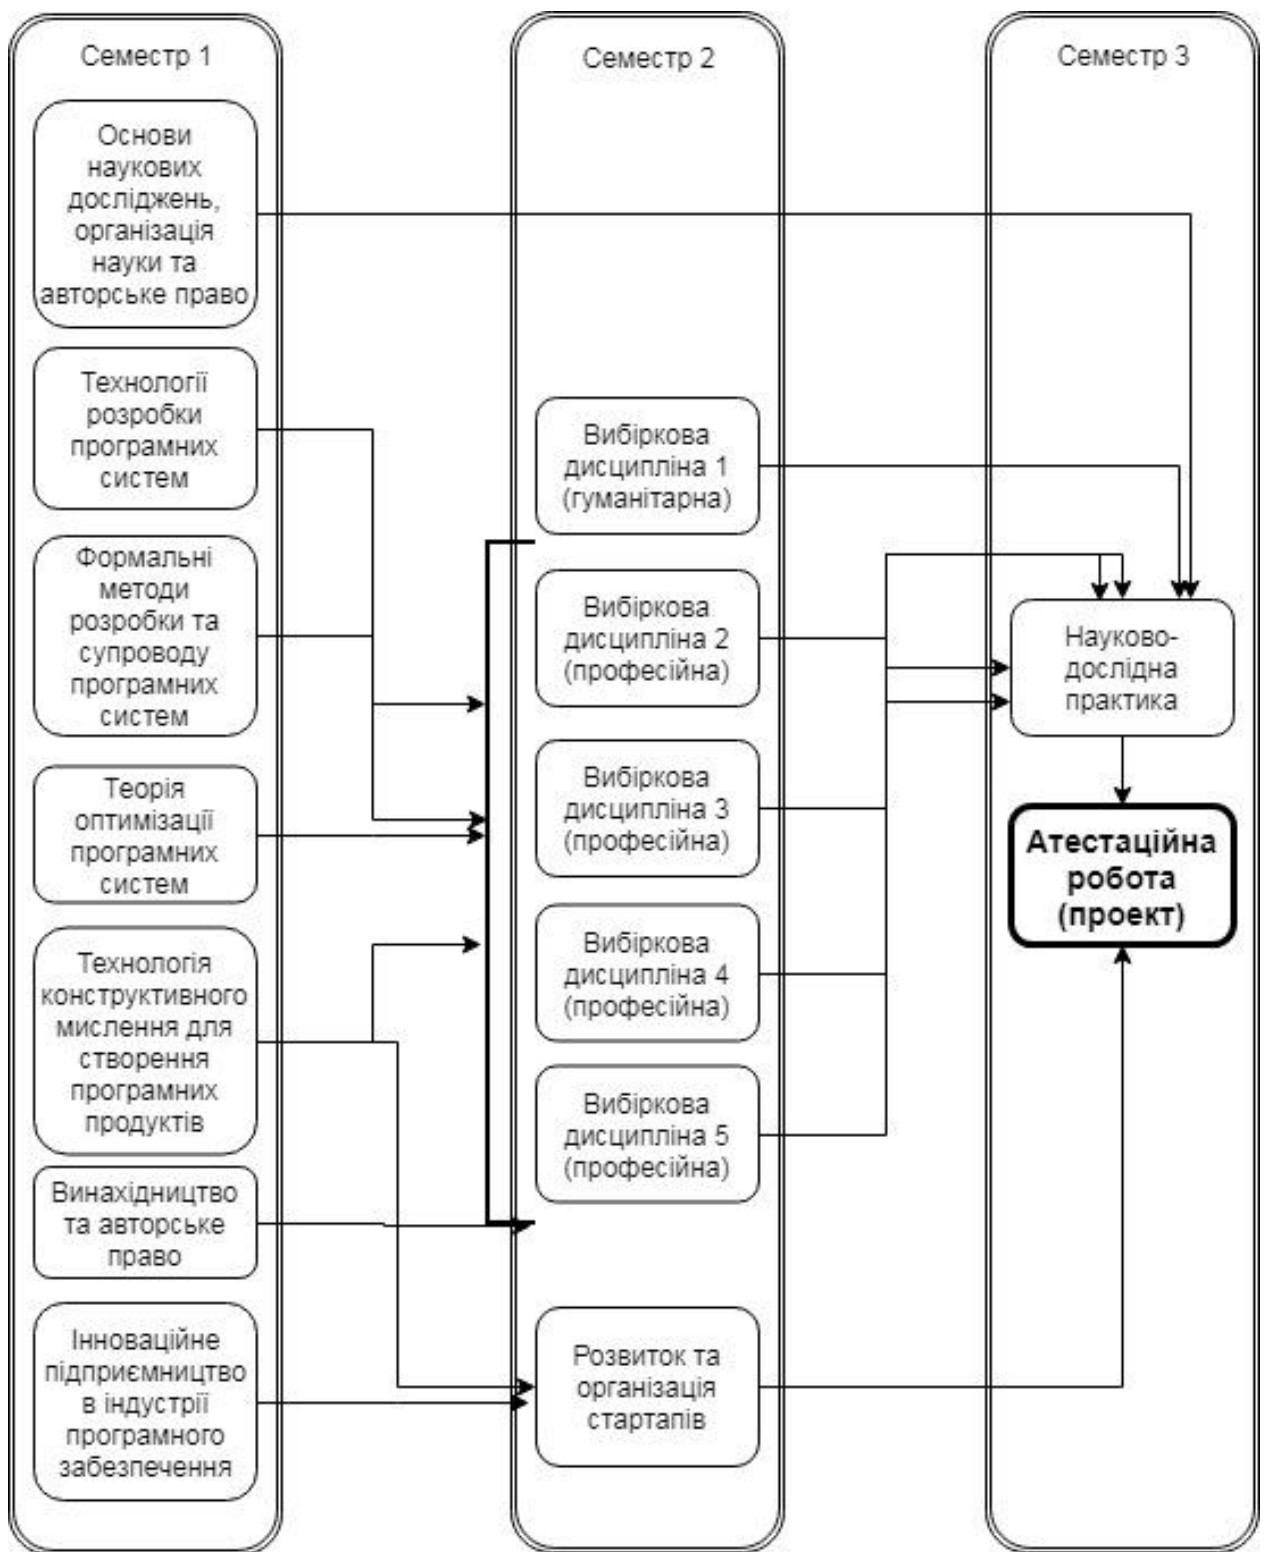 Семестр 1
Основи
наукових
досліджень,
організація
науки та
авторське право
Технології
розробки
програмних
систем
Формальні
методи
розробки та
супроводу
програмних
систем
Теорія
оптимізації
програмних
систем
Технологія
конструктивного
мислення для
створення
програмних
продуктів
Винахідництво
та авторське
право
Інноваційне
підприємництво
в індустрії
програмного
забезпечення
Семестр 2
Вибіркова
дисципліна 1
(гуманітарна)
Вибіркова
дисципліна 2
(професійна)
Вибіркова
дисципліна 3
(професійна)
Вибіркова
дисципліна 4
(професійна)
Вибіркова
дисципліна 5
(професійна)
Розвиток та
організація
стартапів
Семестр 3
Науково-
дослідна
практика
Атестаційна
робота
(проект)